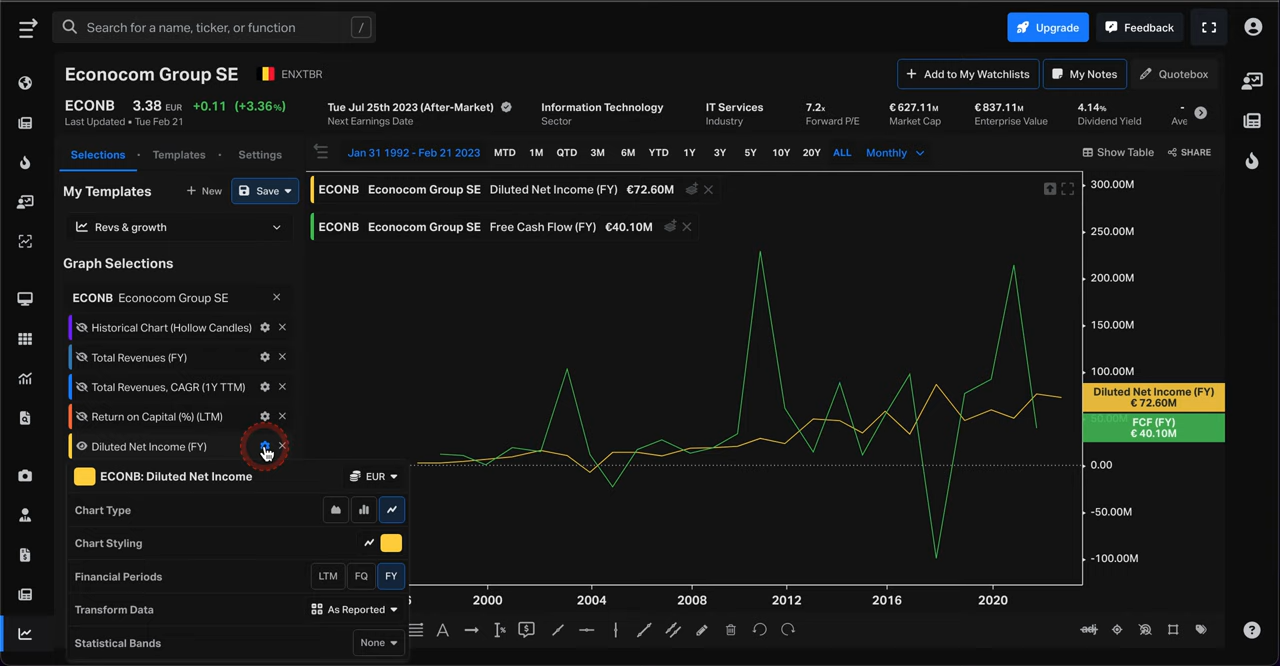 Search for a name, ticker, or function /
Upgrade
Feedback
Econocom Group SE ENXTBR
+ Add to My Watchlists
My Notes
Quotebox
ECONB 3.38 EUR +0.11 (+3.36%)
Last Updated • Tue Feb 21
Tue Jul 25th 2023 (After-Market)
Next Earnings Date
Information Technology
Sector
IT Services
Industry
7.2x
Forward P/E
€627.11M
Market Cap
€837.11M
Enterprise Value
4.14%
Dividend Yield
-
Ave
Selections • Templates • Settings
Jan 31 1992 - Feb 21 2023 MTD 1M QTD 3M 6M YTD 1Y 3Y 5Y 10Y 20Y ALL Monthly
Show Table
SHARE
My Templates + New Save
Revs & growth
Graph Selections
ECONB Econocom Group SE ×
Historical Chart (Hollow Candles)
Total Revenues (FY)
Total Revenues, CAGR (1Y TTM)
Return on Capital (%) (LTM)
Diluted Net Income (FY)
ECONB: Diluted Net Income EUR
Chart Type
Chart Styling
Financial Periods LTM FQ FY
Transform Data As Reported
Statistical Bands None
ECONB Econocom Group SE Diluted Net Income (FY) €72.60M
ECONB Econocom Group SE Free Cash Flow (FY) €40.10M
300.00M
250.00M
200.00M
150.00M
100.00M
Diluted Net Income (FY)
€ 72.60M
50.00M
FCF (FY)
€ 40.10M
0.00
-50.00M
-100.00M
6 2000 2004 2008 2012 2016 2020
A
adj